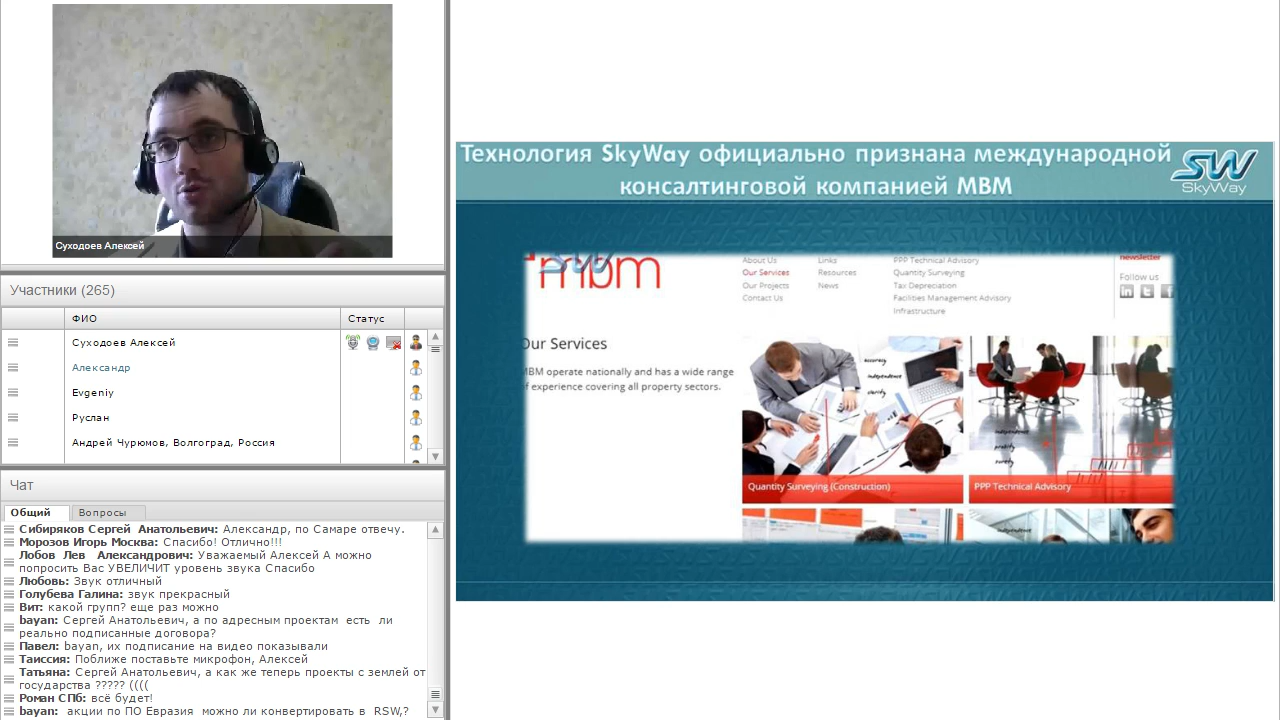 Суходоев Алексей
Участники (265)
ФИО
Статус
Суходоев Алексей
Александр
Evgeniy
Руслан
Андрей Чурюмов, Волгоград, Россия
Чат
Общий
Вопросы
Сибиряков Сергей Анатольевич: Александр, по Самаре отвечу.
Морозов Игорь Москва: Спасибо! Отлично!!!
Лобов Лев Александрович: Уважаемый Алексей А можно
попросить Вас УВЕЛИЧИТ уровень звука Спасибо
Любовь: Звук отличный
Голубева Галина: звук прекрасный
Вит: какой групп? еще раз можно
bayan: Сергей Анатольевич, а по адресным проектам есть ли
реально подписанные договора?
Павел: bayan, их подписание на видео показывали
Таиссия: Поближе поставьте микрофон, Алексей
Татьяна: Сергей Анатольевич, а как же теперь проекты с землей от
государства ????? ((((
Роман СПб: всё будет!
bayan: акции по ПО Евразия можно ли конвертировать в RSW,?
Технология SkyWay официально признана международной
консалтинговой компанией MBM
SW
SkyWay
SW
mbm
About Us
Our Services
Our Projects
Contact Us
Links
Resources
News
PPP Technical Advisory
Quantity Surveying
Tax Depreciation
Facilities Management Advisory
Infrastructure
newsletter
Follow us
Our Services
MBM operate nationally and has a wide range
of experience covering all property sectors.
accuracy
independence
verify
Quantity Surveying (Construction)
independence
PPP Technical Advisory
independence